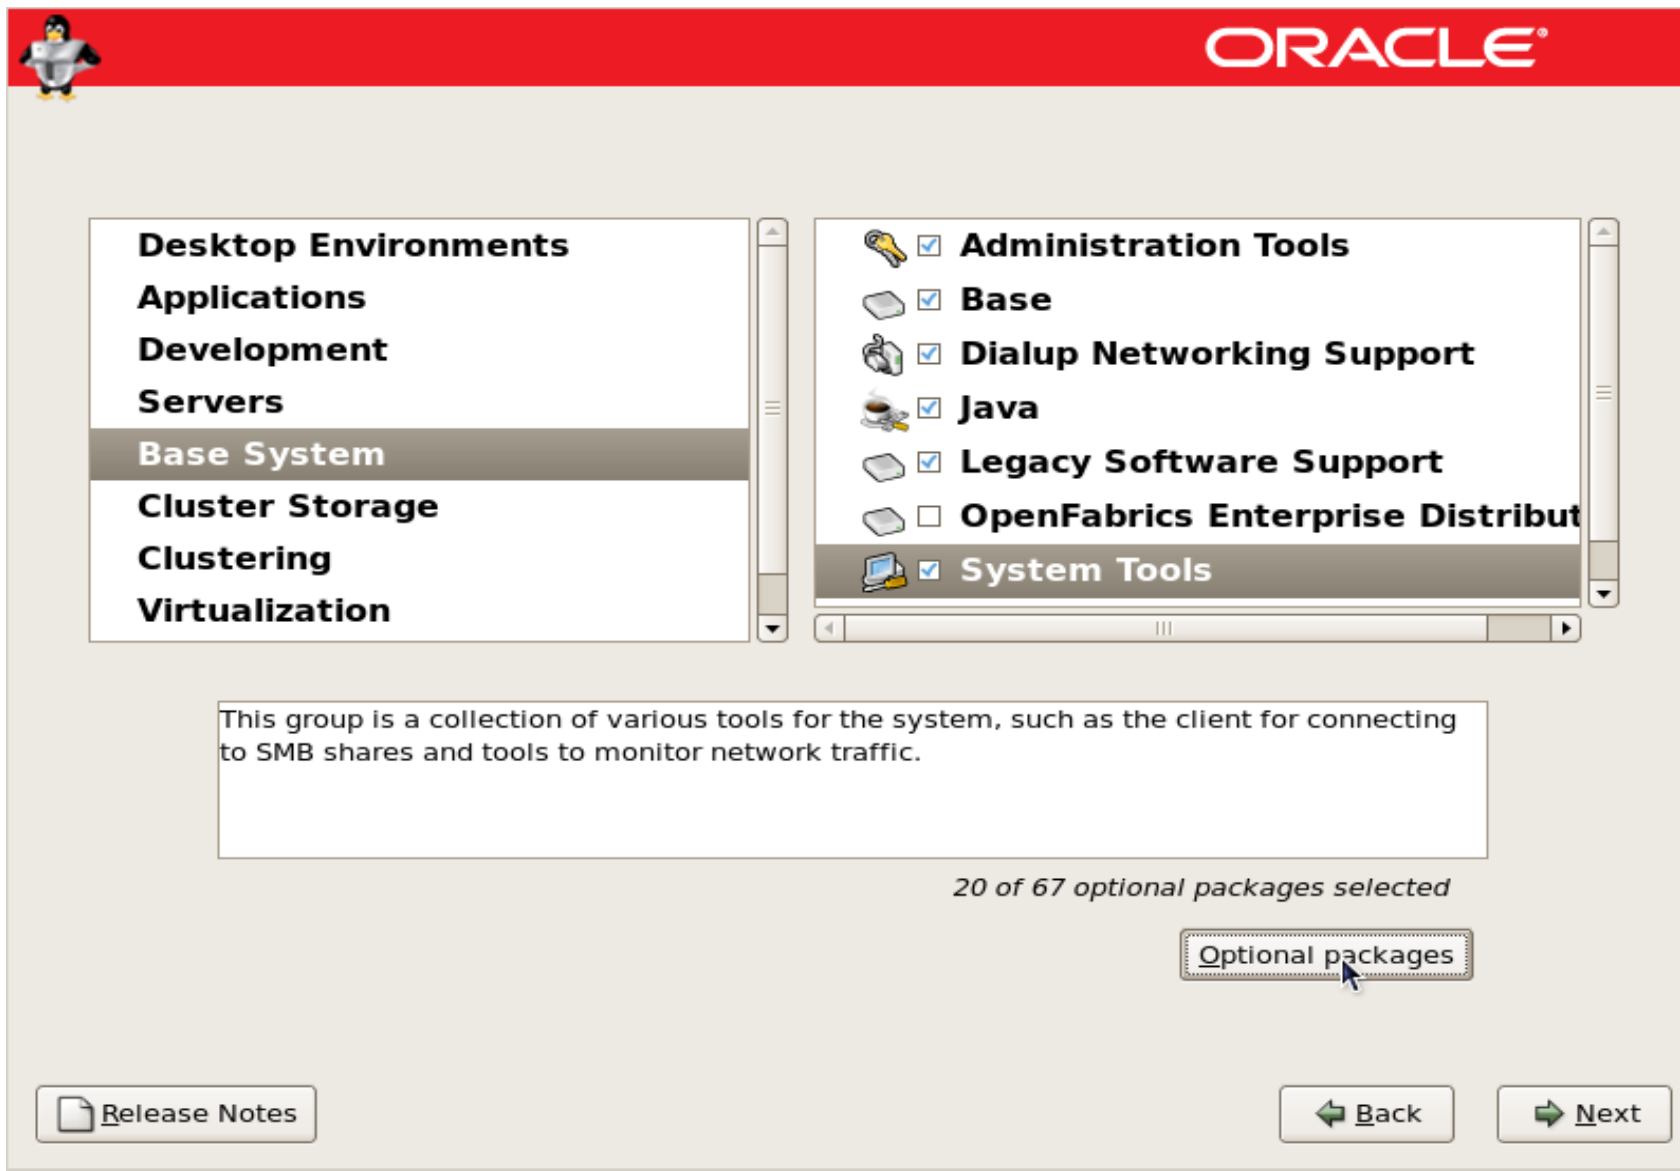 ORACLE®
Desktop Environments
Applications
Development
Servers
Base System
Cluster Storage
Clustering
Virtualization
Administration Tools
Base
Dialup Networking Support
Java
Legacy Software Support
OpenFabrics Enterprise Distribut
System Tools
This group is a collection of various tools for the system, such as the client for connecting
to SMB shares and tools to monitor network traffic.
20 of 67 optional packages selected
Optional packages
Release Notes
Back
Next